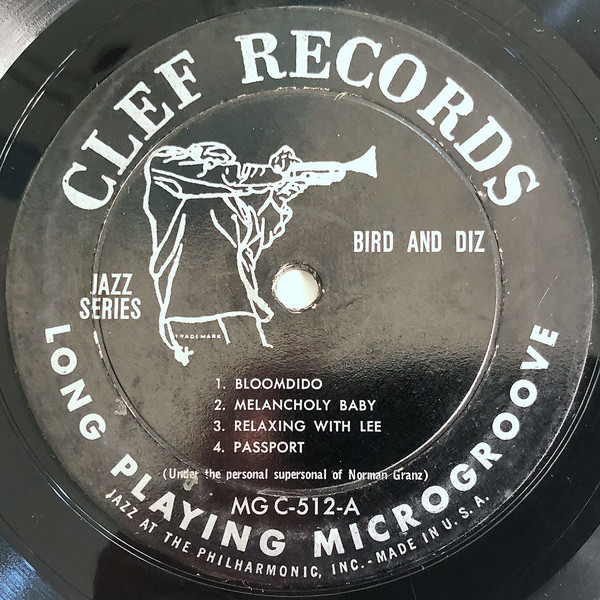 CLEF RECORDS
BIRD AND DIZ
JAZZ
SERIES
TRADEMARK
1. BLOOMDIDO
2. MELANCHOLY BABY
3. RELAXING WITH LEE
4. PASSPORT
(Under the personal supersonal of Norman Granz)
MG C-512-A
LONG PLAYING MICROGROOVE
JAZZ AT THE PHILHARMONIC, INC.-MADE IN U.S.A.